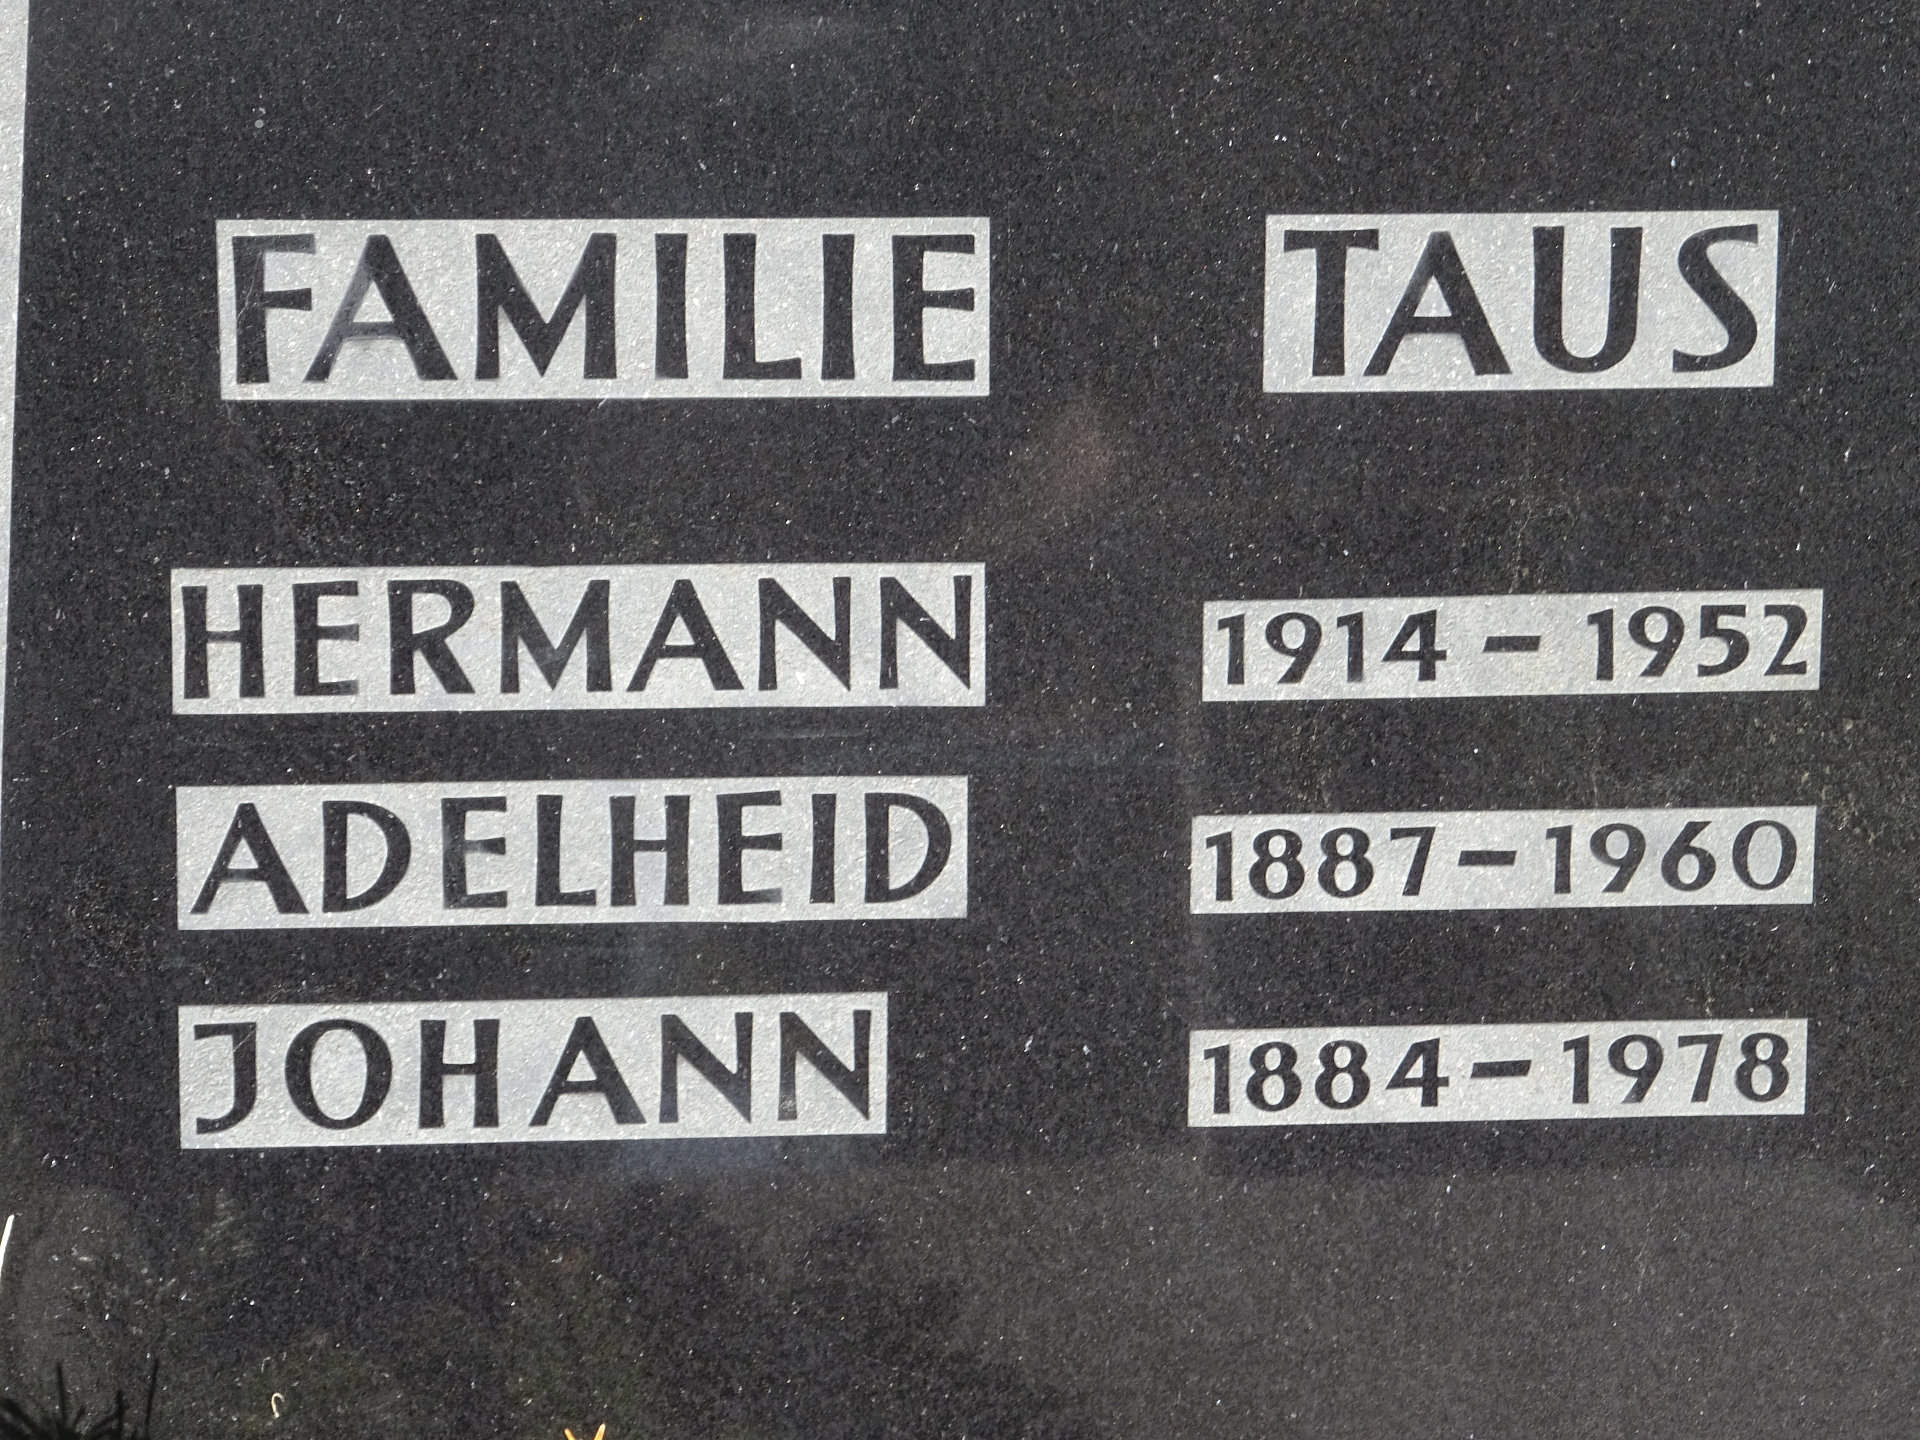 FAMILIE TAUS
HERMANN 1914 – 1952
ADELHEID 1887 – 1960
JOHANN 1884 – 1978